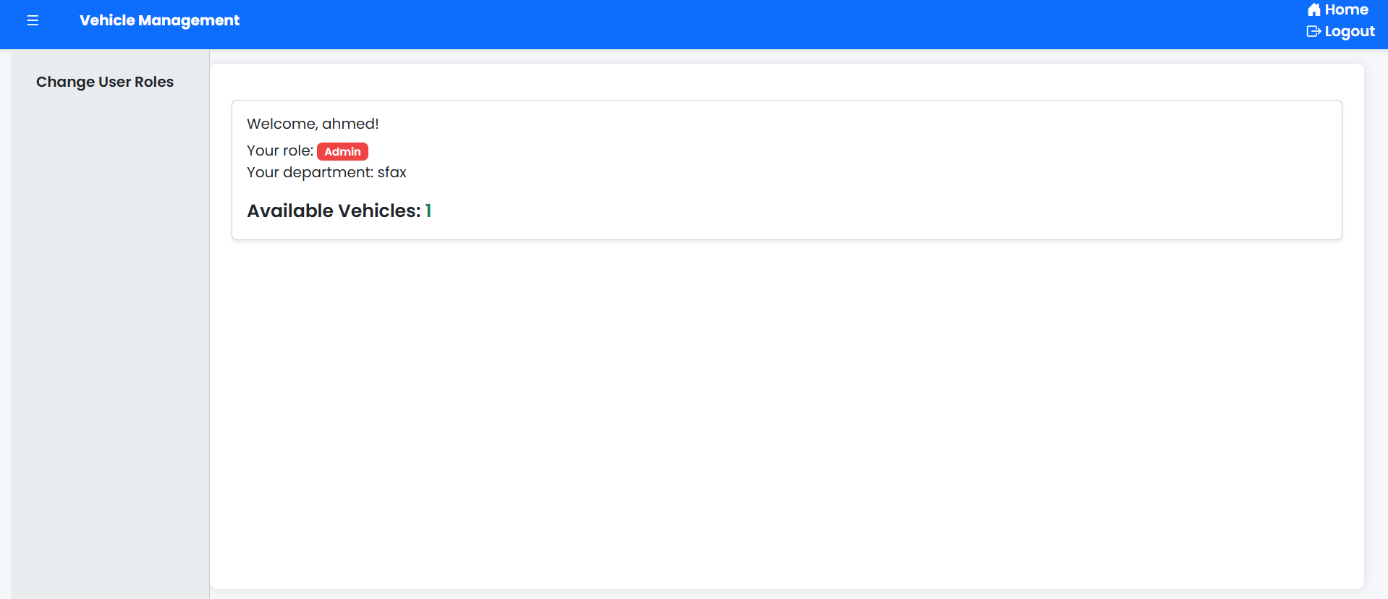 Vehicle Management
Home
Logout
Change User Roles
Welcome, ahmed!
Your role: Admin
Your department: sfax
Available Vehicles: 1